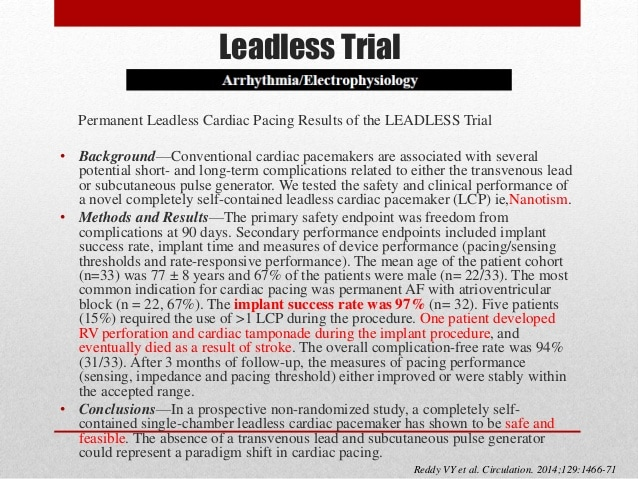 Leadless Trial
Arrhythmia/Electrophysiology
Permanent Leadless Cardiac Pacing Results of the LEADLESS Trial
• Background—Conventional cardiac pacemakers are associated with several
potential short- and long-term complications related to either the transvenous lead
or subcutaneous pulse generator. We tested the safety and clinical performance of
a novel completely self-contained leadless cardiac pacemaker (LCP) ie,Nanotism.
• Methods and Results—The primary safety endpoint was freedom from
complications at 90 days. Secondary performance endpoints included implant
success rate, implant time and measures of device performance (pacing/sensing
thresholds and rate-responsive performance). The mean age of the patient cohort
(n=33) was 77 ± 8 years and 67% of the patients were male (n= 22/33). The most
common indication for cardiac pacing was permanent AF with atrioventricular
block (n = 22, 67%). The implant success rate was 97% (n= 32). Five patients
(15%) required the use of >1 LCP during the procedure. One patient developed
RV perforation and cardiac tamponade during the implant procedure, and
eventually died as a result of stroke. The overall complication-free rate was 94%
(31/33). After 3 months of follow-up, the measures of pacing performance
(sensing, impedance and pacing threshold) either improved or were stably within
the accepted range.
• Conclusions—In a prospective non-randomized study, a completely self-
contained single-chamber leadless cardiac pacemaker has shown to be safe and
feasible. The absence of a transvenous lead and subcutaneous pulse generator
could represent a paradigm shift in cardiac pacing.
Reddy VY et al. Circulation. 2014;129:1466-71